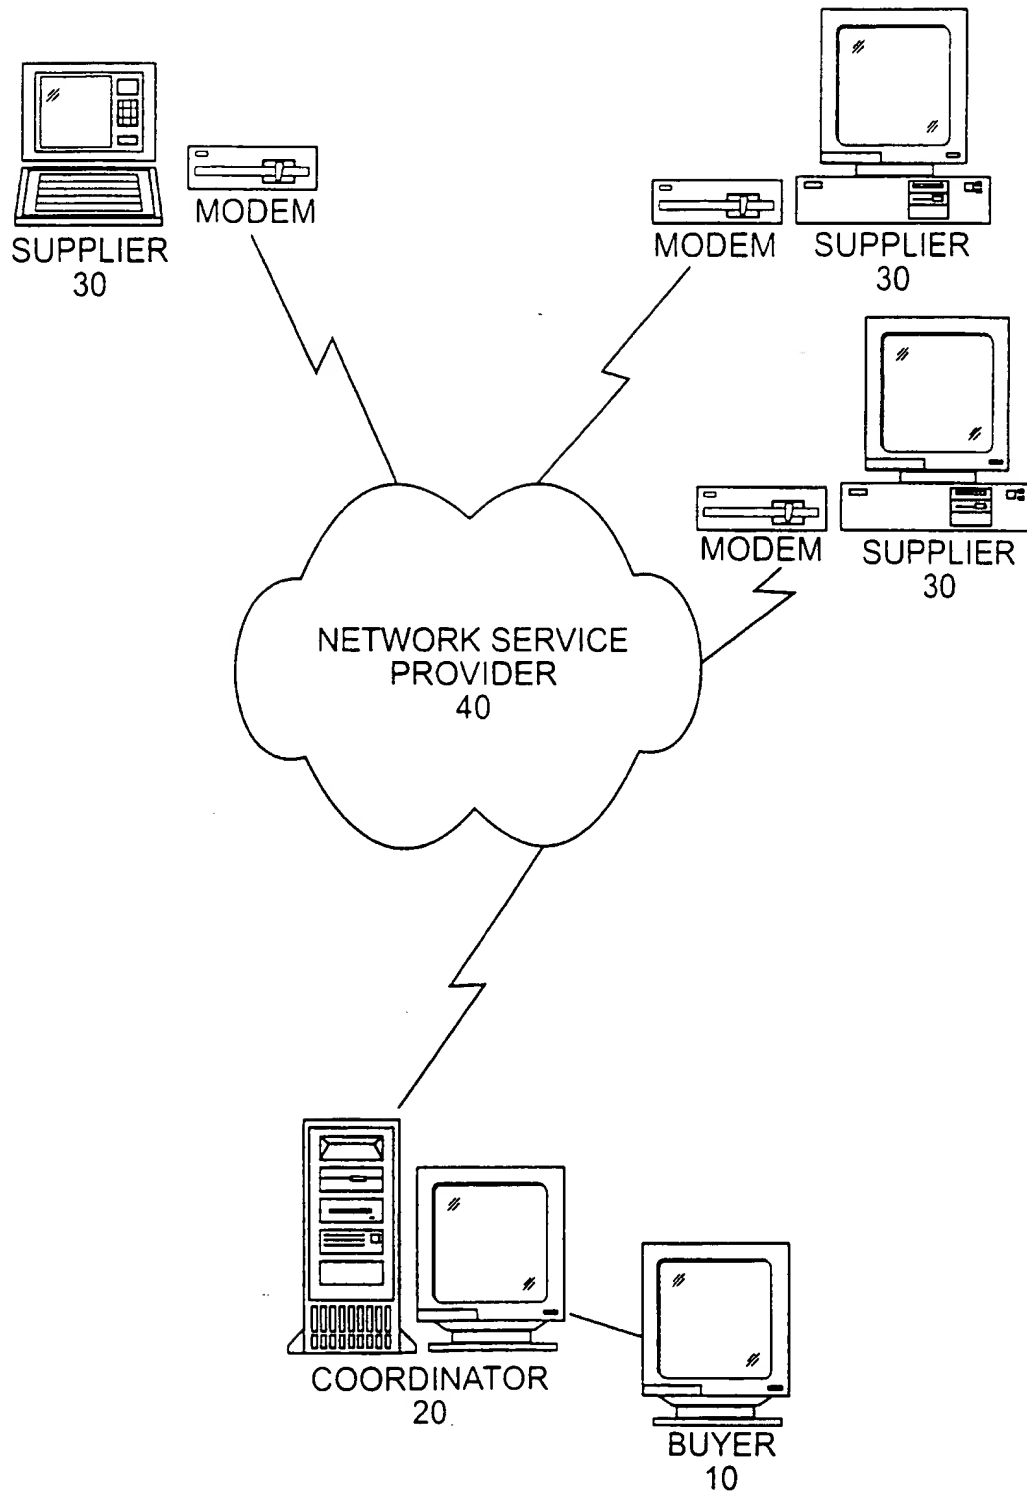 MODEM
SUPPLIER
30
MODEM
SUPPLIER
30
MODEM
SUPPLIER
30
NETWORK SERVICE
PROVIDER
40
COORDINATOR
20
BUYER
10